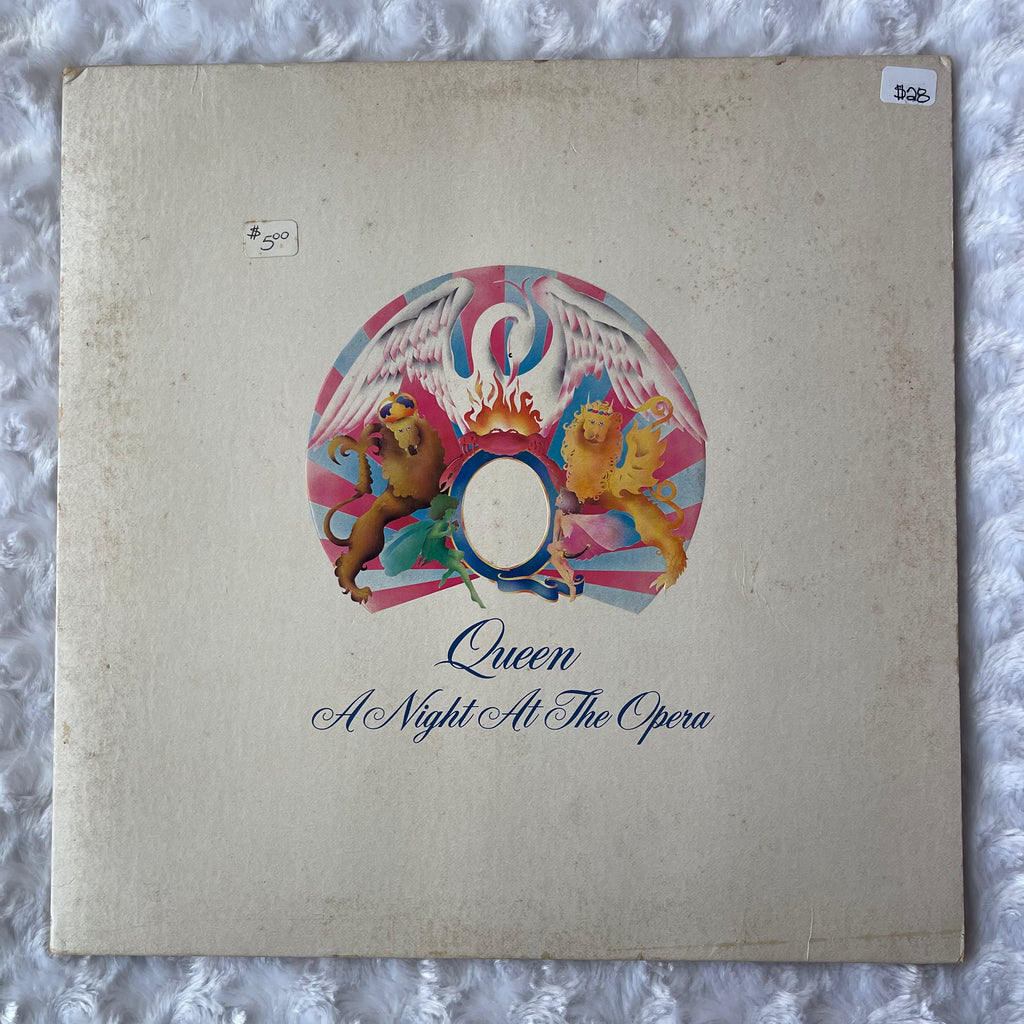 $28
$5.00
Queen
A Night At The Opera